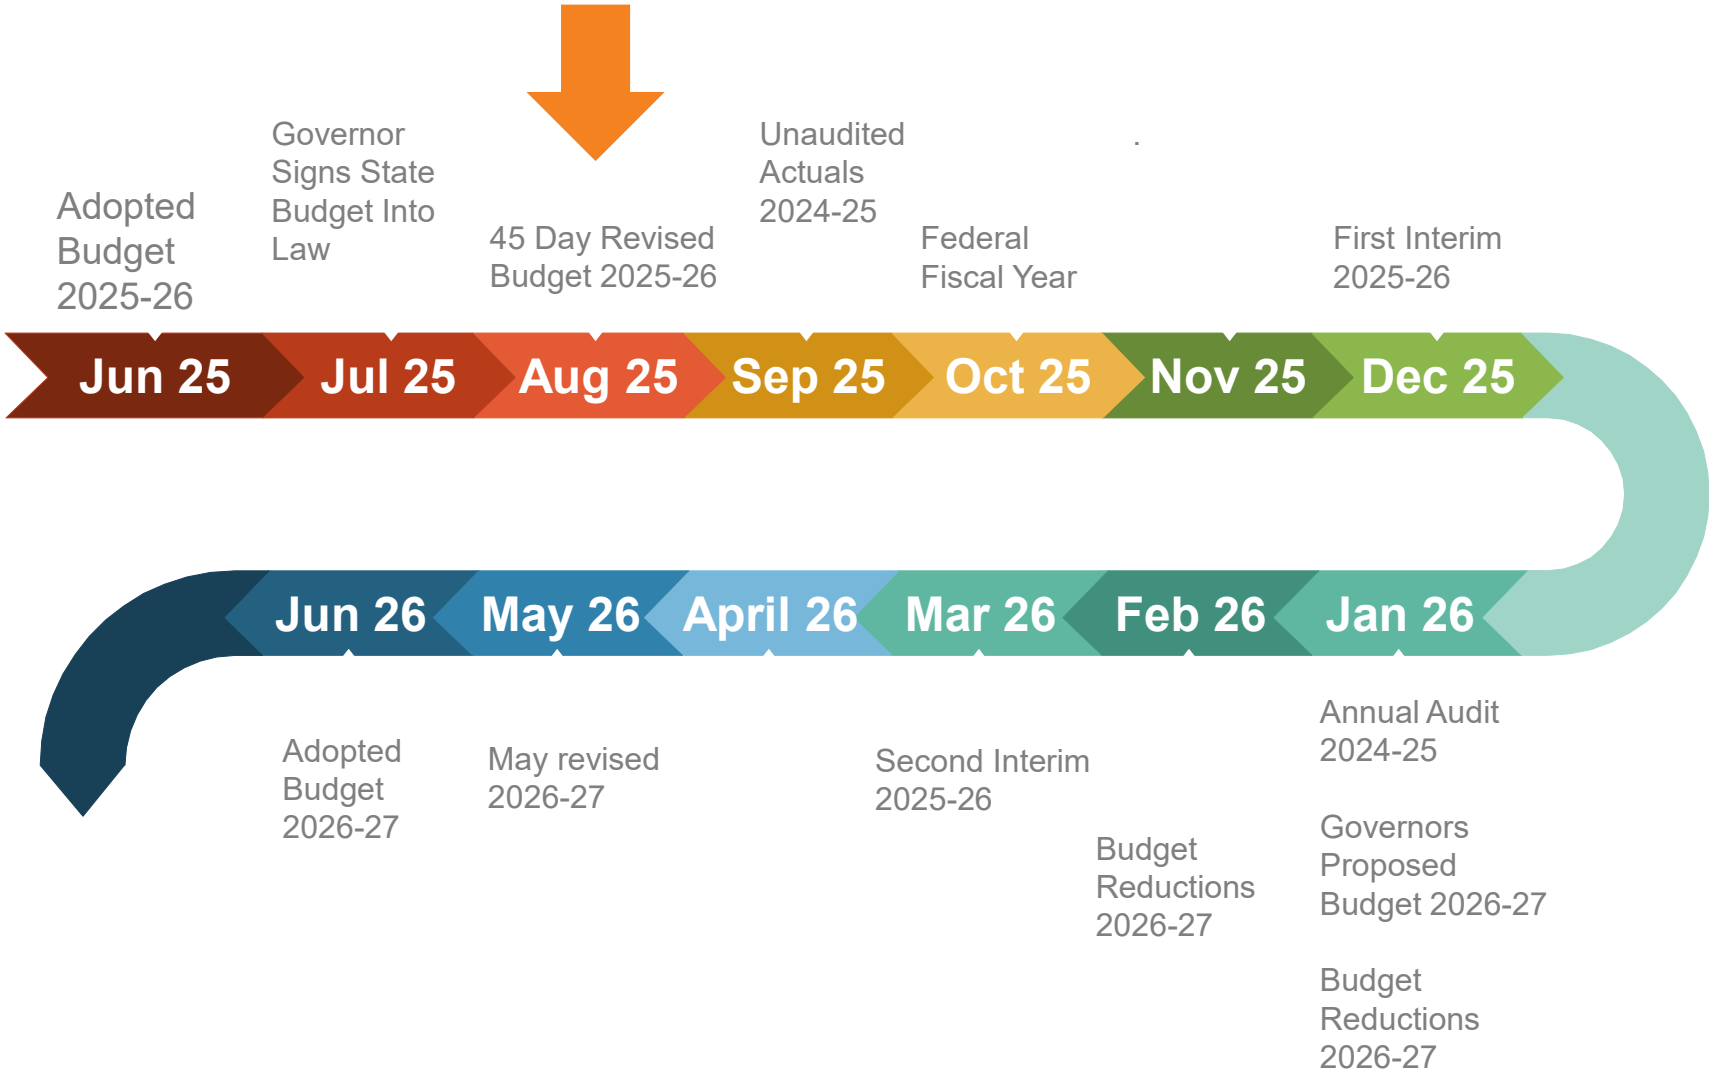 Adopted
Budget
2025-26
Governor
Signs State
Budget Into
Law
45 Day Revised
Budget 2025-26
Unaudited
Actuals
2024-25
Federal
Fiscal Year
.
First Interim
2025-26
Jun 25
Jul 25
Aug 25
Sep 25
Oct 25
Nov 25
Dec 25
Jun 26
May 26
April 26
Mar 26
Feb 26
Jan 26
Adopted
Budget
2026-27
May revised
2026-27
Second Interim
2025-26
Budget
Reductions
2026-27
Annual Audit
2024-25
Governors
Proposed
Budget 2026-27
Budget
Reductions
2026-27